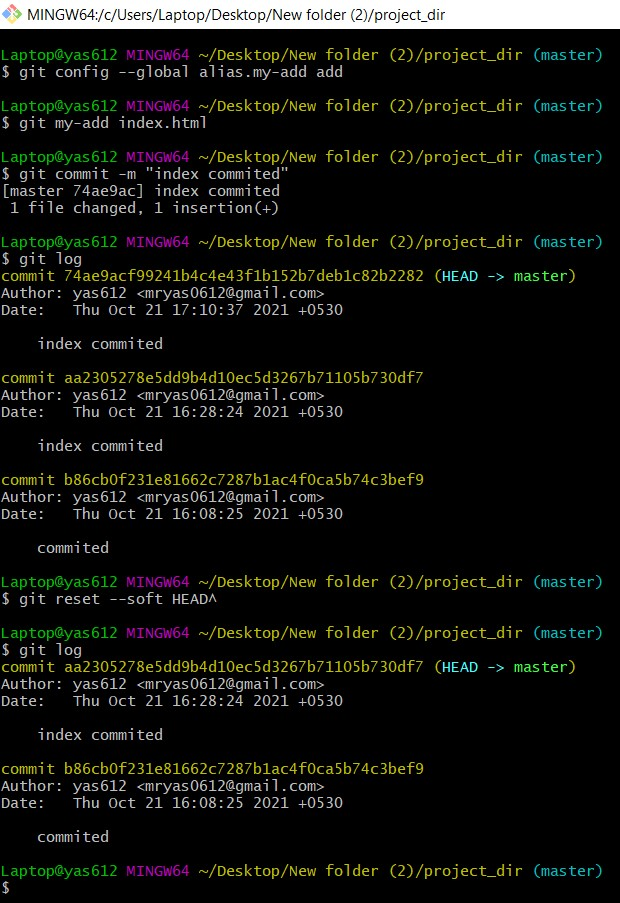 MINGW64:/c/Users/Laptop/Desktop/New folder (2)/project_dir
Laptop@yas612 MINGW64 ~/Desktop/New folder (2)/project_dir (master)
$ git config --global alias.my-add add
Laptop@yas612 MINGW64 ~/Desktop/New folder (2)/project_dir (master)
$ git my-add index.html
Laptop@yas612 MINGW64 ~/Desktop/New folder (2)/project_dir (master)
$ git commit -m "index commited"
[master 74ae9ac] index commited
1 file changed, 1 insertion(+)
Laptop@yas612 MINGW64 ~/Desktop/New folder (2)/project_dir (master)
$ git log
commit 74ae9acf99241b4c4e43f1b152b7deb1c82b2282 (HEAD -> master)
Author: yas612 <mryas0612@gmail.com>
Date:   Thu Oct 21 17:10:37 2021 +0530
index commited
commit aa2305278e5dd9b4d10ec5d3267b71105b730df7
Author: yas612 <mryas0612@gmail.com>
Date:   Thu Oct 21 16:28:24 2021 +0530
index commited
commit b86cb0f231e81662c7287b1ac4f0ca5b74c3bef9
Author: yas612 <mryas0612@gmail.com>
Date:   Thu Oct 21 16:08:25 2021 +0530
commited
Laptop@yas612 MINGW64 ~/Desktop/New folder (2)/project_dir (master)
$ git reset --soft HEAD^
Laptop@yas612 MINGW64 ~/Desktop/New folder (2)/project_dir (master)
$ git log
commit aa2305278e5dd9b4d10ec5d3267b71105b730df7 (HEAD -> master)
Author: yas612 <mryas0612@gmail.com>
Date:   Thu Oct 21 16:28:24 2021 +0530
index commited
commit b86cb0f231e81662c7287b1ac4f0ca5b74c3bef9
Author: yas612 <mryas0612@gmail.com>
Date:   Thu Oct 21 16:08:25 2021 +0530
commited
Laptop@yas612 MINGW64 ~/Desktop/New folder (2)/project_dir (master)
$